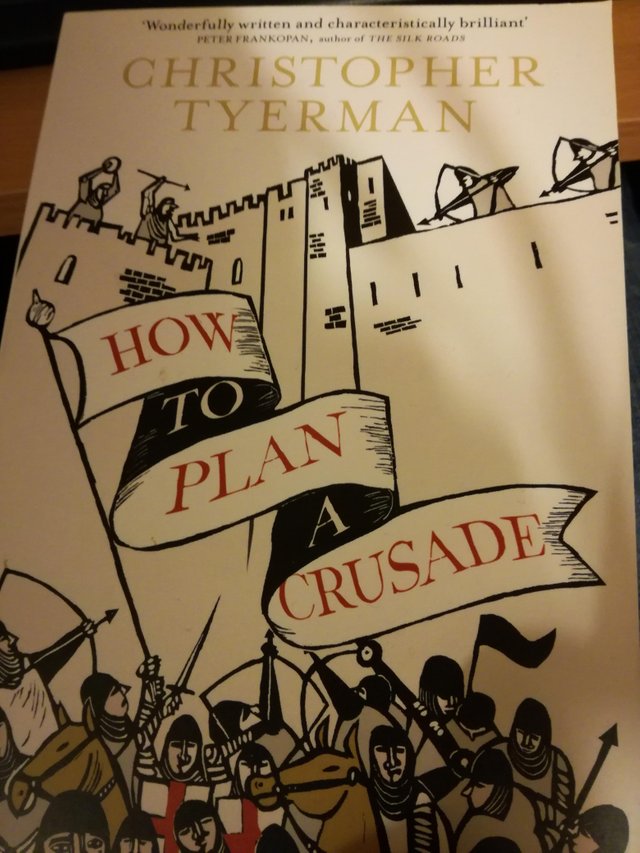 ‘Wonderfully written and characteristically brilliant’
PETER FRANKOPAN, author of THE SILK ROADS
CHRISTOPHER
TYERMAN
HOW
TO
PLAN
A
CRUSADE